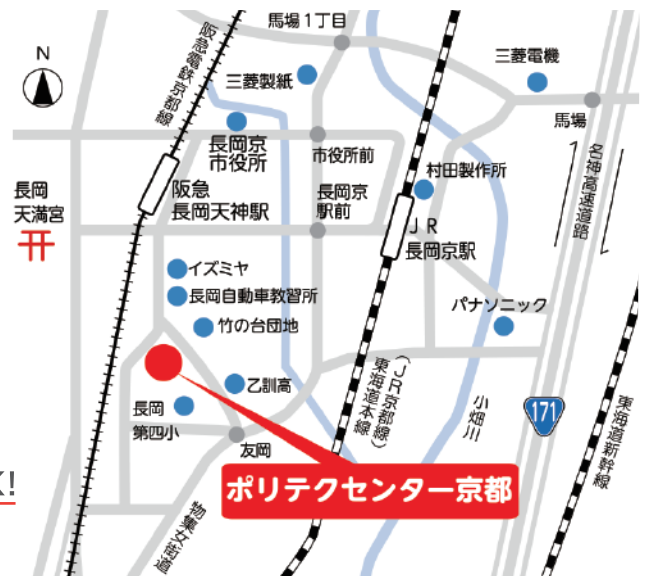 馬場1丁目
N
阪急電鉄京都線
三菱製紙
三菱電機
馬場
長岡京
市役所
市役所前
村田製作所
名神高速道路
長岡
天満宮
阪急
長岡天神駅
長岡京
駅前
JR
長岡京駅
イズミヤ
長岡自動車教習所
パナソニック
竹の台団地
乙訓高
(JR京都線)
東海道本線
小畑川
171
東海道新幹線
長岡
第四小
友岡
K!
ポリテクセンター京都
物集女街道